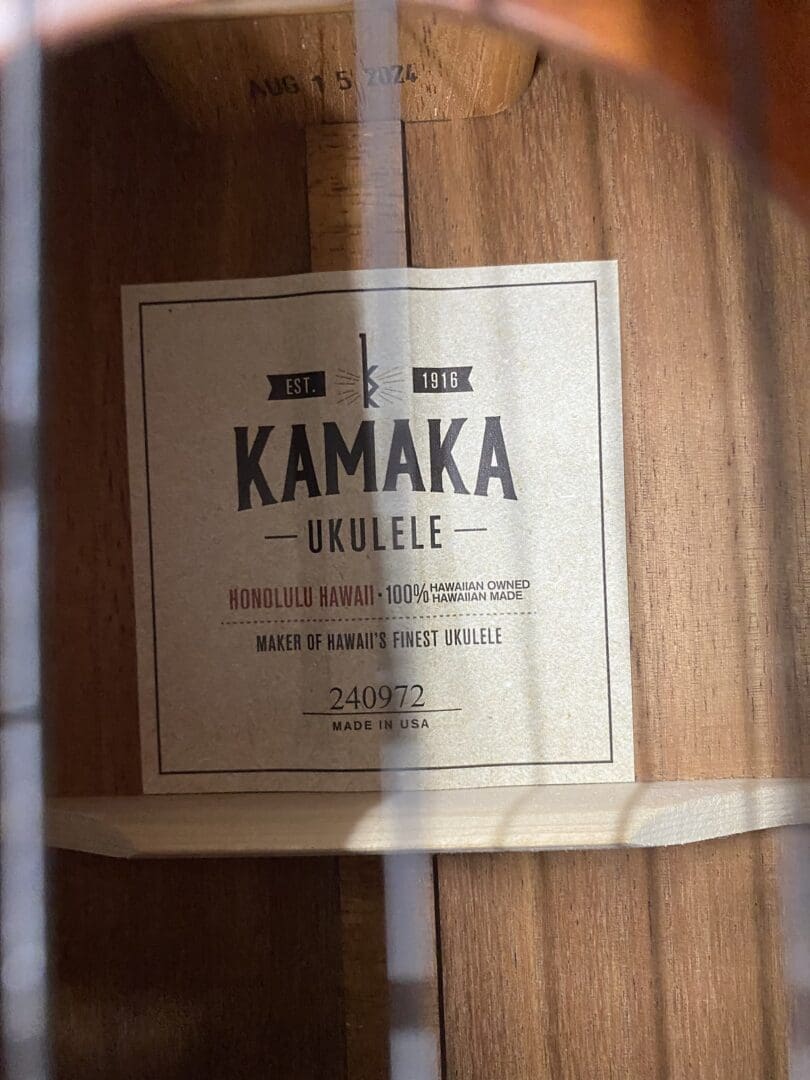 AUG 15 2024
EST. 1916
KAMAKA
UKULELE
HONOLULU HAWAII • 100% HAWAIIAN OWNED
HAWAIIAN MADE
MAKER OF HAWAII'S FINEST UKULELE
240972
MADE IN USA